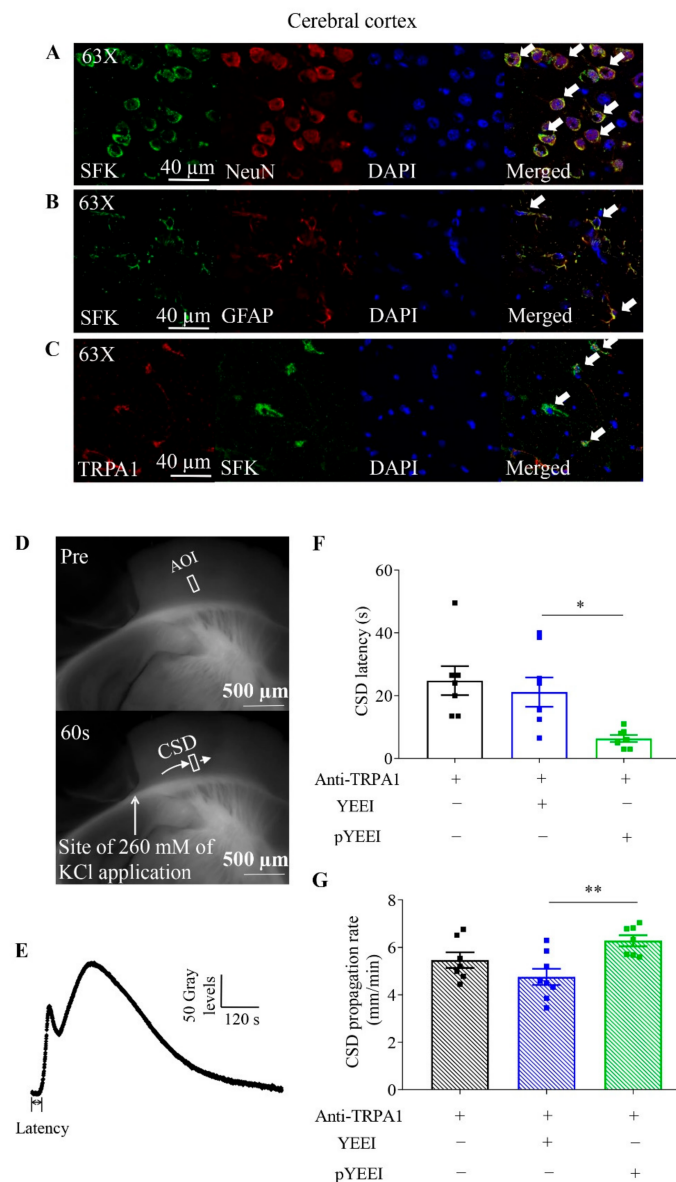 Cerebral cortex
A
63X
SFK
40 µm
NeuN
DAPI
Merged
B
63X
SFK
40 µm
GFAP
DAPI
Merged
C
63X
TRPA1
40 µm
SFK
DAPI
Merged
D
Pre
AOI
500 µm
60s
CSD
Site of 260 mM of
KCl application
500 µm
E
50 Gray
levels
120 s
Latency
F
CSD latency (s)
60
40
20
0
*
Anti-TRPA1 + + +
YEEI − + −
pYEEI − − +
G
CSD propagation rate
(mm/min)
8
6
4
2
0
**
Anti-TRPA1 + + +
YEEI − + −
pYEEI − − +